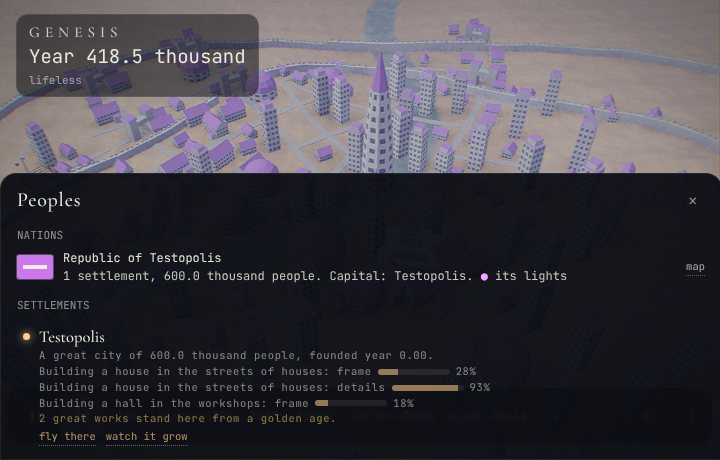 GENESIS
Year 418.5 thousand
lifeless
Peoples
×
NATIONS
Republic of Testopolis
1 settlement, 600.0 thousand people. Capital: Testopolis. its lights
map
SETTLEMENTS
Testopolis
A great city of 600.0 thousand people, founded year 0.00.
Building a house in the streets of houses: frame 28%
Building a house in the streets of houses: details 93%
Building a hall in the workshops: frame 18%
2 great works stand here from a golden age.
fly there watch it grow